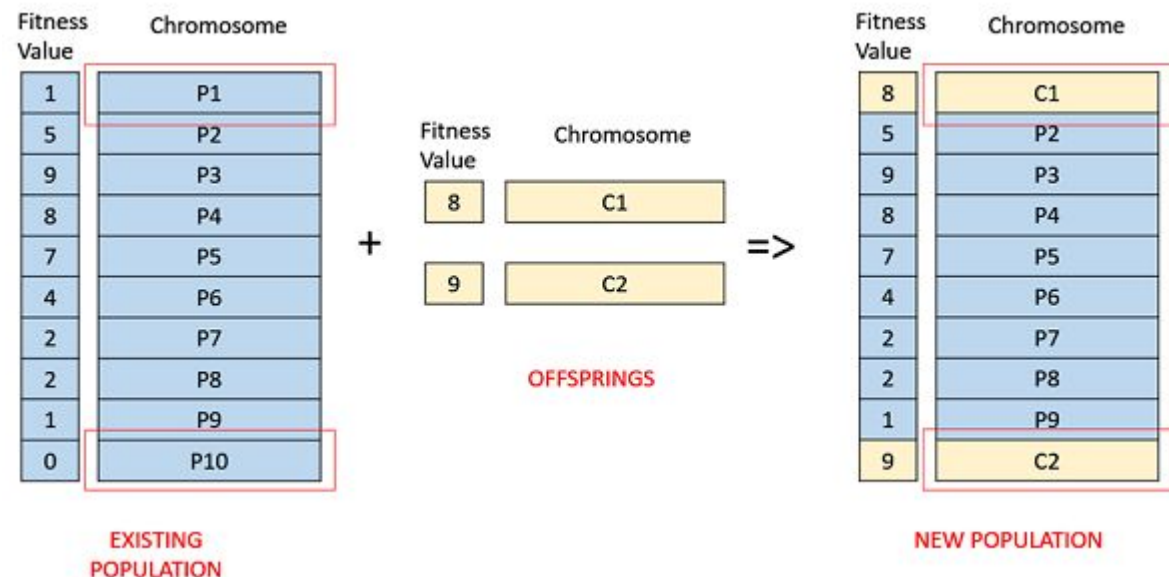 Fitness Value Chromosome
1 P1
5 P2
9 P3
8 P4
7 P5
4 P6
2 P7
2 P8
1 P9
0 P10
EXISTING
POPULATION
+
Fitness Value Chromosome
8 C1
9 C2
OFFSPRINGS
=>
Fitness Value Chromosome
8 C1
5 P2
9 P3
8 P4
7 P5
4 P6
2 P7
2 P8
1 P9
9 C2
NEW POPULATION